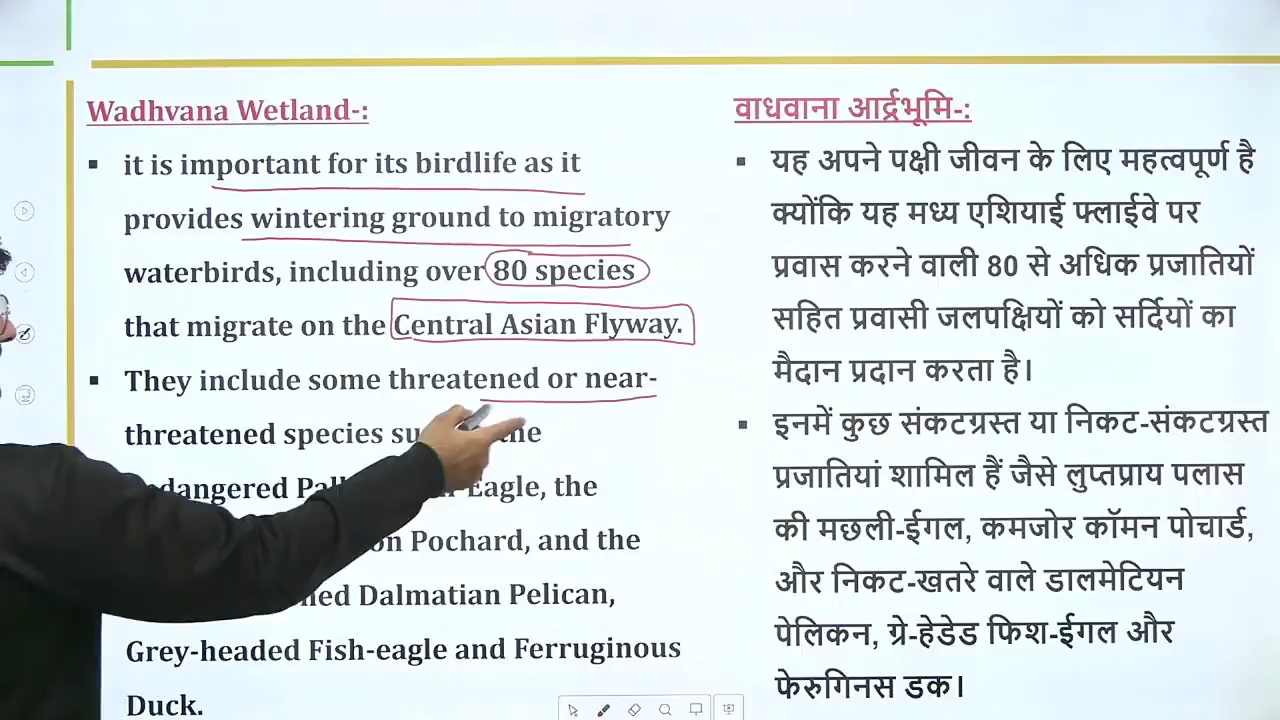 Wadhvana Wetland-:
▪ it is important for its birdlife as it
provides wintering ground to migratory
waterbirds, including over 80 species
that migrate on the Central Asian Flyway.
▪ They include some threatened or near-
threatened species the
Eagle, the
Pochard, and the
Dalmatian Pelican,
Grey-headed Fish-eagle and Ferruginous
Duck.
वाधवाना आर्द्रभूमि-:
▪ यह अपने पक्षी जीवन के लिए महत्वपूर्ण है
क्योंकि यह मध्य एशियाई फ्लाईवे पर
प्रवास करने वाली 80 से अधिक प्रजातियों
सहित प्रवासी जलपक्षियों को सर्दियों का
मैदान प्रदान करता है।
▪ इनमें कुछ संकटग्रस्त या निकट-संकटग्रस्त
प्रजातियां शामिल हैं जैसे लुप्तप्राय पलास
की मछली-ईगल, कमजोर कॉमन पोचार्ड,
और निकट-खतरे वाले डालमेटियन
पेलिकन, ग्रे-हेडेड फिश-ईगल और
फेरुगिनस डक।